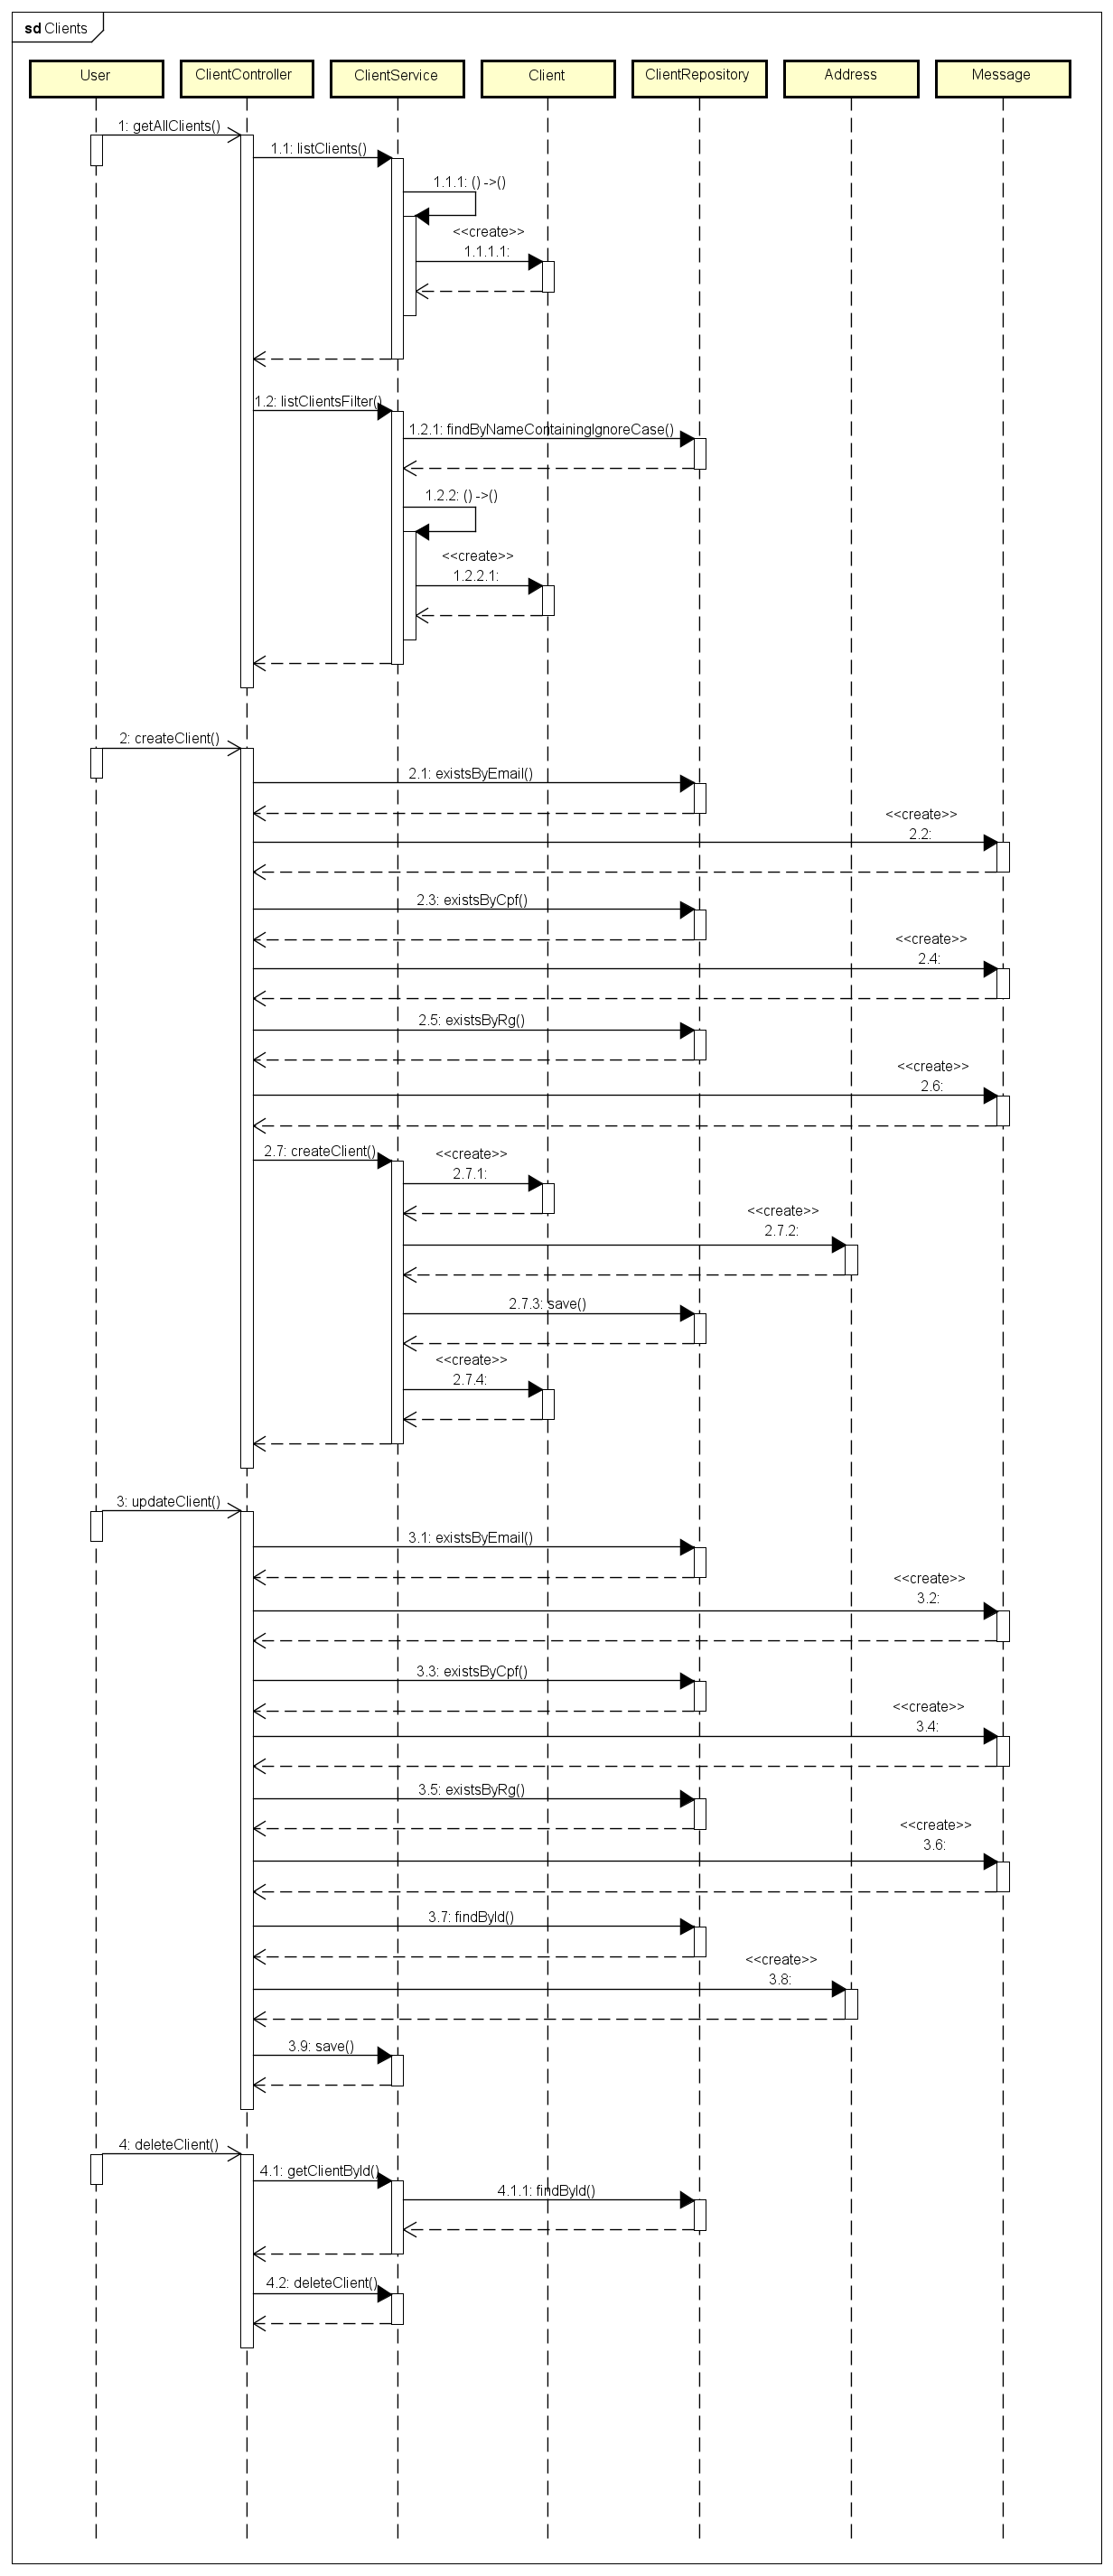 sd Clients
User
ClientController
ClientService
Client
ClientRepository
Address
Message
1: getAllClients()
1.1: listClients()
1.1.1: () ->()
<<create>>
1.1.1.1:
1.2: listClientsFilter()
1.2.1: findByNameContainingIgnoreCase()
1.2.2: () ->()
<<create>>
1.2.2.1:
2: createClient()
2.1: existsByEmail()
<<create>>
2.2:
2.3: existsByCpf()
<<create>>
2.4:
2.5: existsByRg()
<<create>>
2.6:
2.7: createClient()
<<create>>
2.7.1:
<<create>>
2.7.2:
2.7.3: save()
<<create>>
2.7.4:
3: updateClient()
3.1: existsByEmail()
<<create>>
3.2:
3.3: existsByCpf()
<<create>>
3.4:
3.5: existsByRg()
<<create>>
3.6:
3.7: findById()
<<create>>
3.8:
3.9: save()
4: deleteClient()
4.1: getClientById()
4.1.1: findById()
4.2: deleteClient()